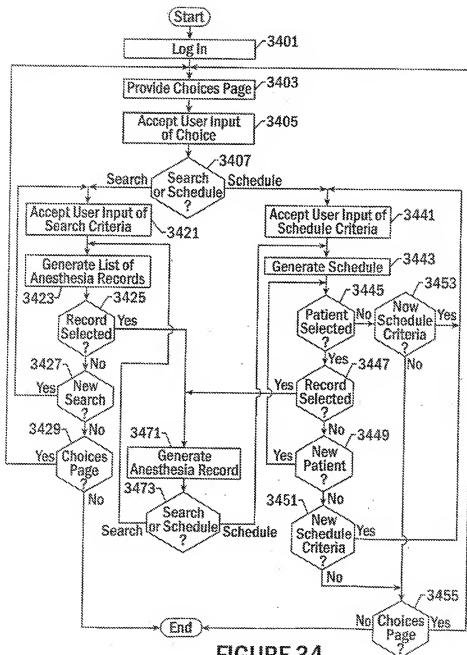 Start
Log In
3401
Provide Choices Page
3403
Accept User Input
of Choice
3405
3407
Search
or Schedule
?
Search
Schedule
Accept User Input of
Search Criteria
3421
Accept User Input of
Schedule Criteria
3441
Generate List of
Anesthesia Records
3423
Generate Schedule
3443
3425
Record
Selected
?
Yes
No
3445
Patient
Selected
?
No
Yes
3453
Now
Schedule
Criteria
?
Yes
No
3427
New
Search
?
Yes
No
3447
Record
Selected
?
Yes
No
3429
Choices
Page
?
Yes
No
3471
Generate
Anesthesia Record
3449
New
Patient
?
Yes
No
3473
Search
or Schedule
?
Search
Schedule
3451
New
Schedule
Criteria
?
Yes
No
3455
Choices
Page
?
No
Yes
End
FIGURE 34